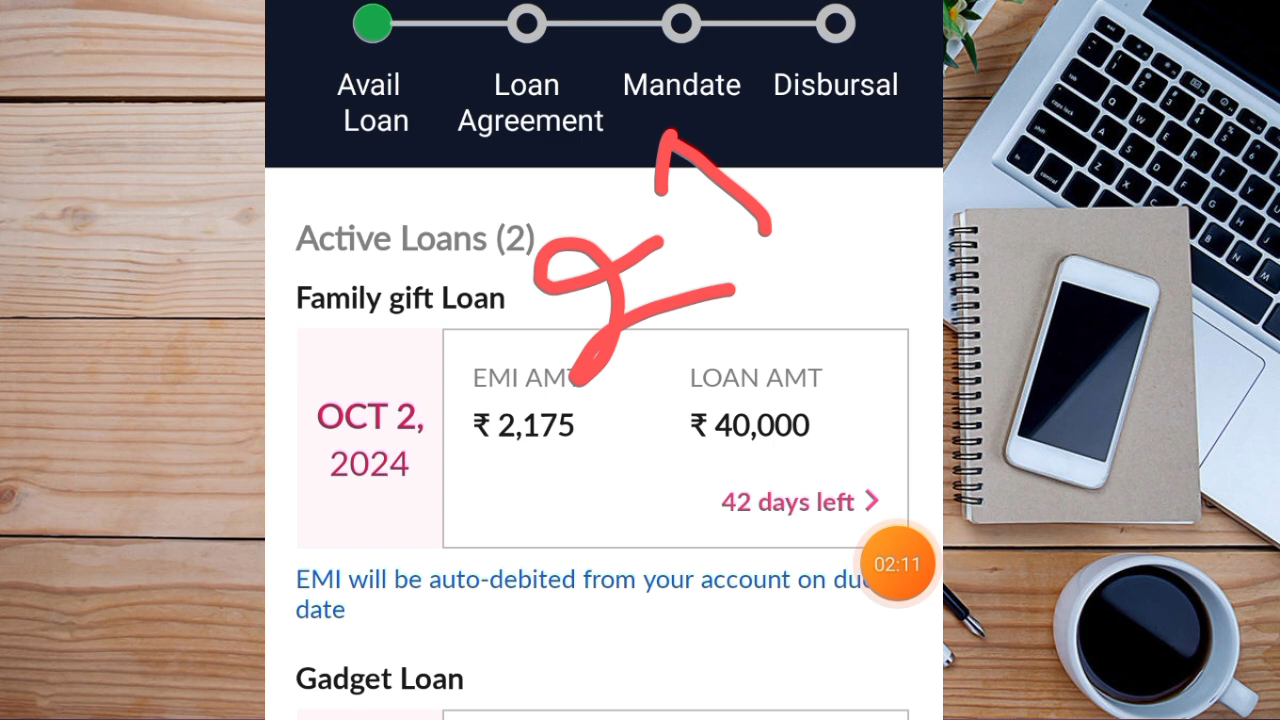 Avail Loan
Loan Agreement
Mandate
Disbursal
Active Loans (2)
Family gift Loan
OCT 2,
2024
EMI AMT
₹ 2,175
LOAN AMT
₹ 40,000
42 days left
EMI will be auto-debited from your account on due
date
02:11
Gadget Loan